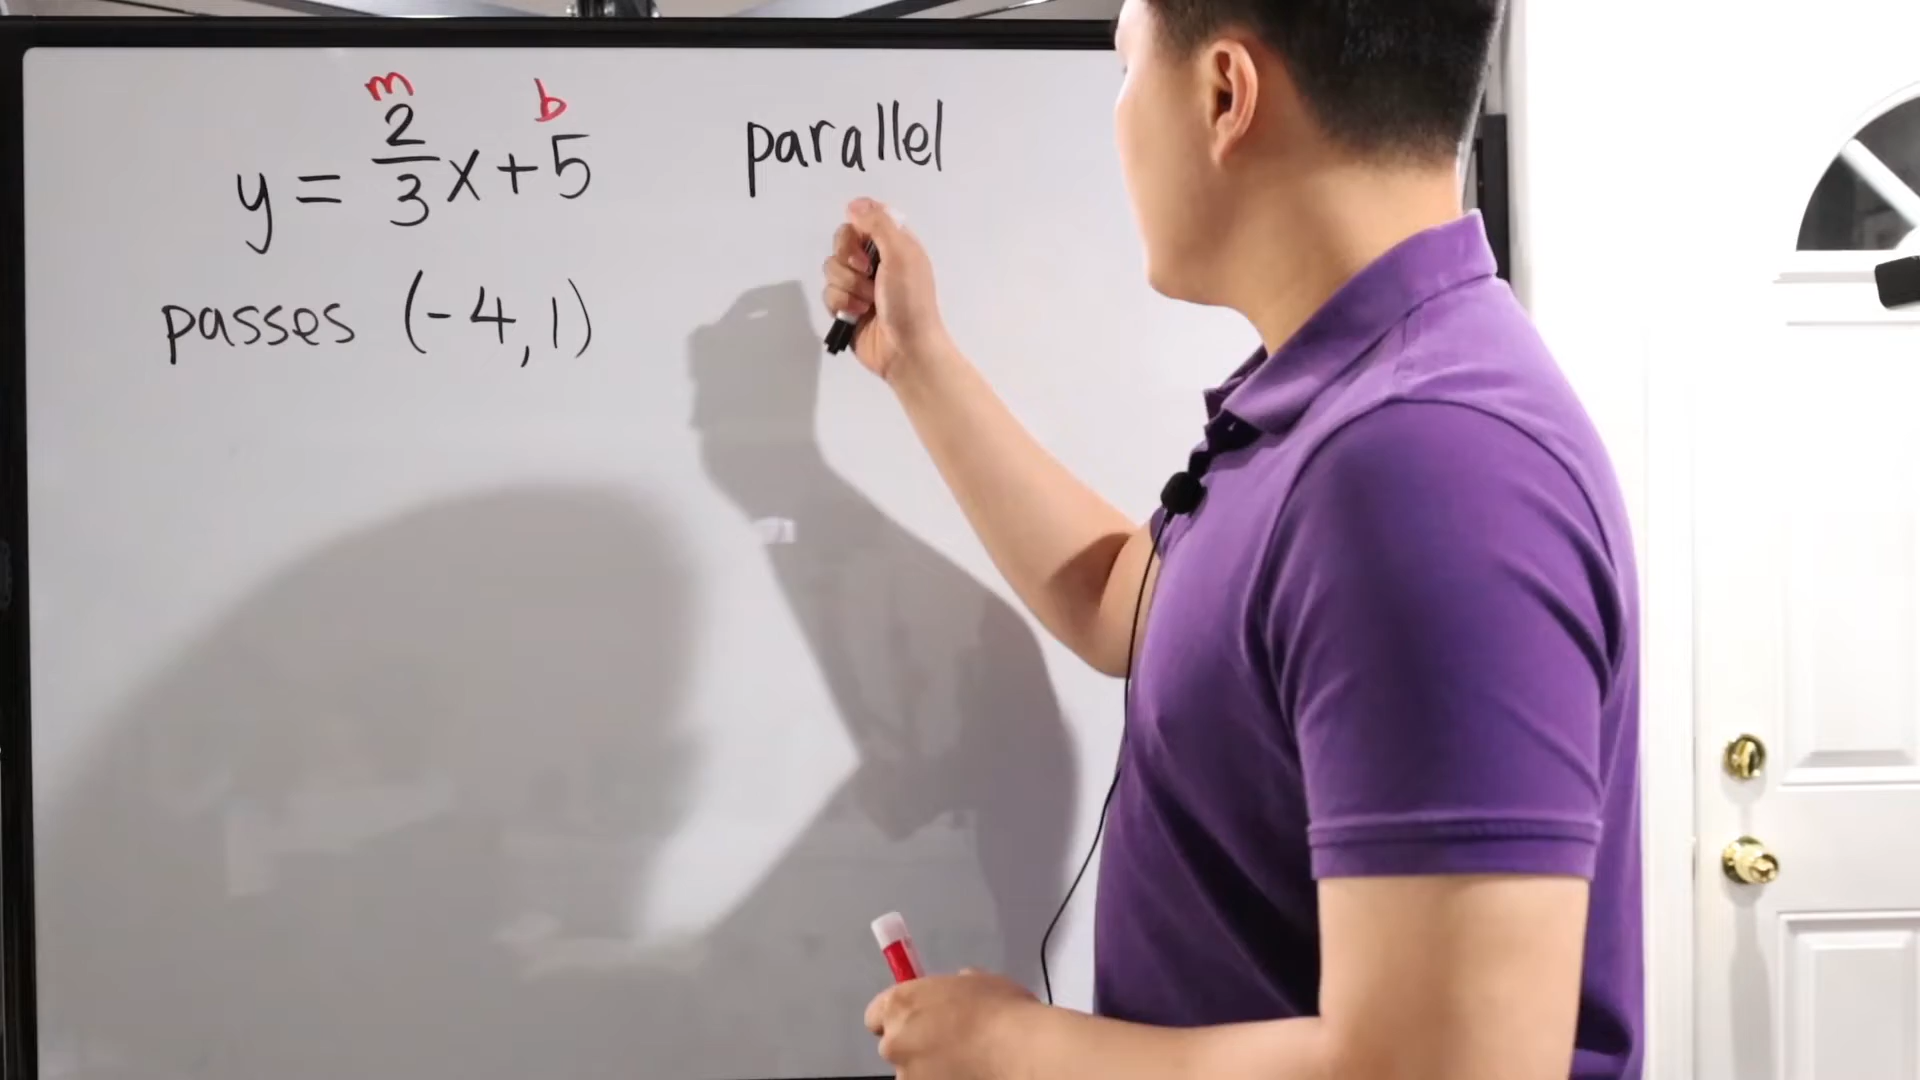 m b
y = 2/3 x + 5
parallel
passes (-4, 1)